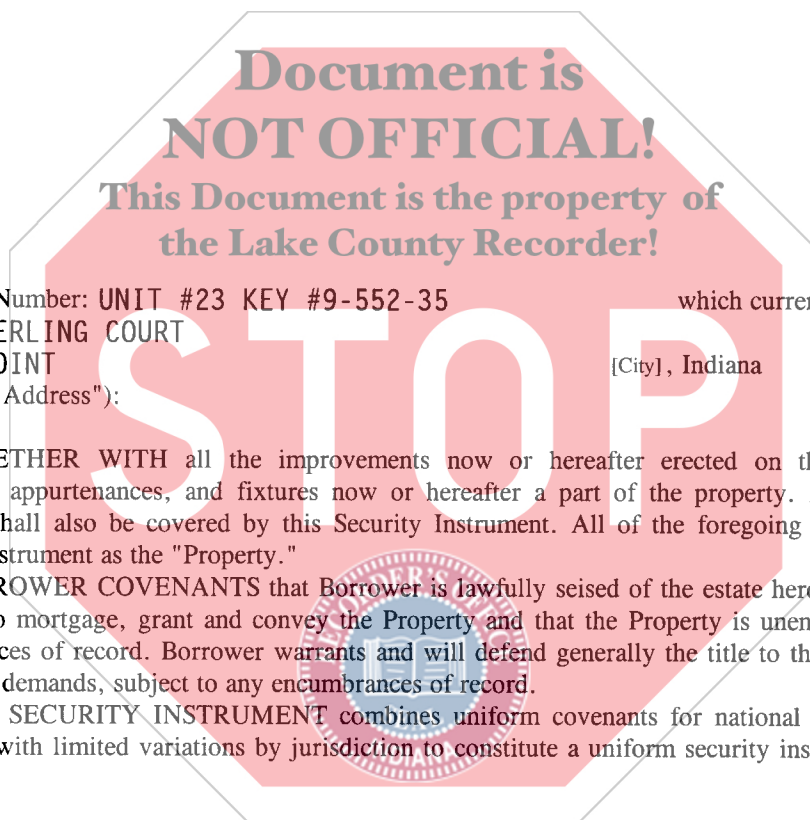 Document is
NOT OFFICIAL!
This Document is the property of
the Lake County Recorder!
Number: UNIT #23 KEY #9-552-35 which curren
ERLING COURT
OINT [City], Indiana
Address"):
STOP
ETHER WITH all the improvements now or hereafter erected on th
appurtenances, and fixtures now or hereafter a part of the property.
hall also be covered by this Security Instrument. All of the foregoing
strument as the "Property."
ROWER COVENANTS that Borrower is lawfully seised of the estate here
o mortgage, grant and convey the Property and that the Property is unen
ces of record. Borrower warrants and will defend generally the title to th
demands, subject to any encumbrances of record.
SECURITY INSTRUMENT combines uniform covenants for national
with limited variations by jurisdiction to constitute a uniform security ins
RECORDER'S OFFICE
INDIANA